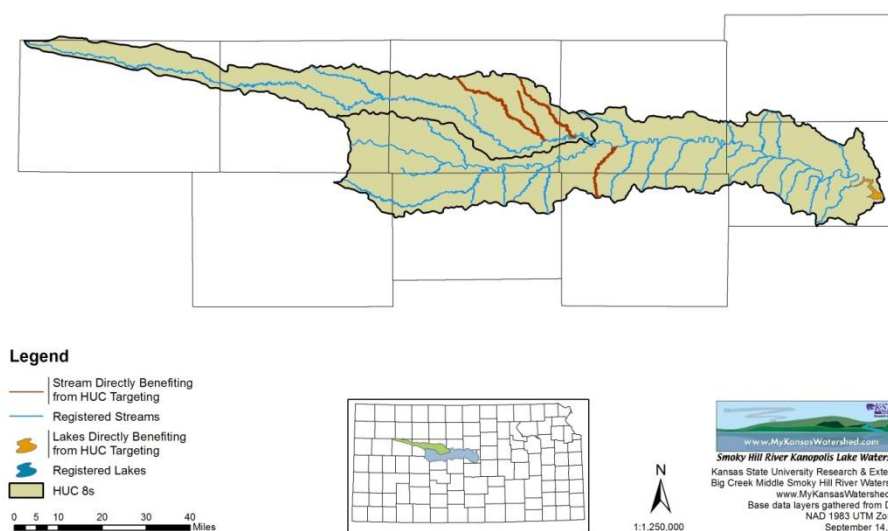 Legend
Stream Directly Benefiting
from HUC Targeting
Registered Streams
Lakes Directly Benefiting
from HUC Targeting
Registered Lakes
HUC 8s
0 5 10 20 30 40
Miles
N
1:1,250,000
www.MyKansasWatershed.com
Smoky Hill River Kanopolis Lake Waters
Kansas State University Research & Exte
Big Creek Middle Smoky Hill River Waters
www.MyKansasWatershed
Base data layers gathered from D
NAD 1983 UTM Zo
September 14,